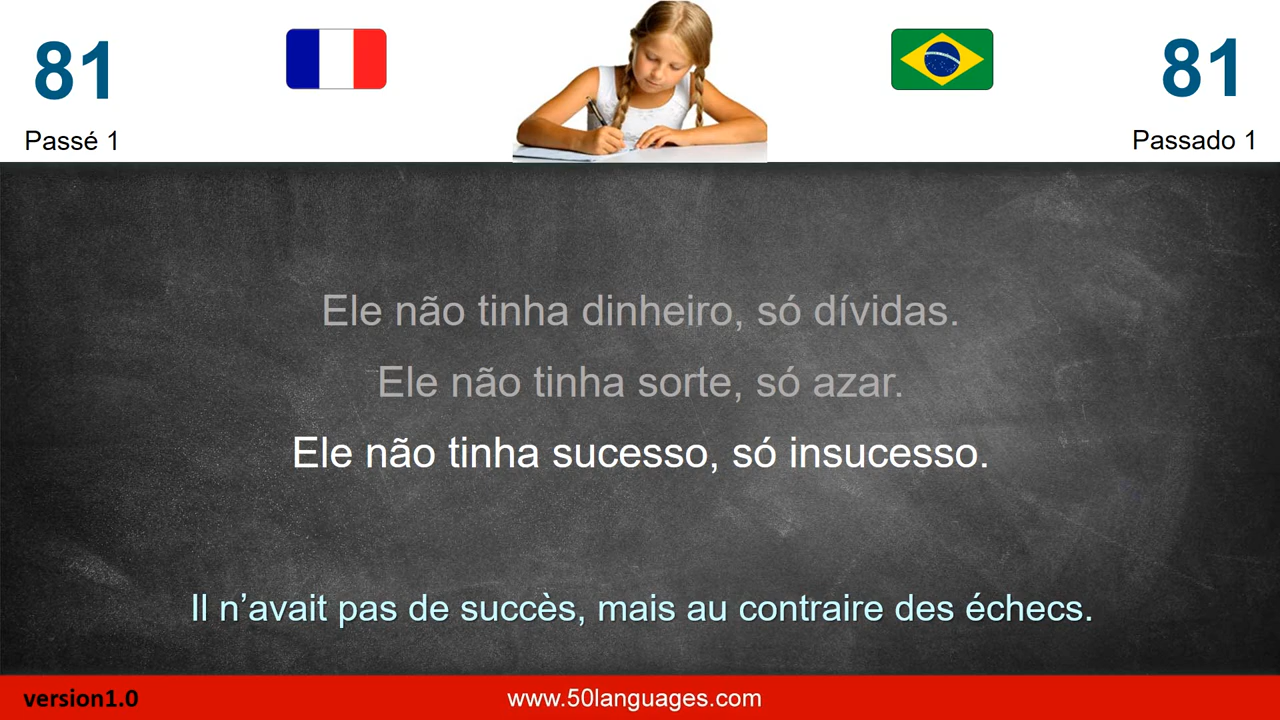 81
81
Passé 1
Passado 1
Ele não tinha dinheiro, só dívidas.
Ele não tinha sorte, só azar.
Ele não tinha sucesso, só insucesso.
Il n’avait pas de succès, mais au contraire des échecs.
version1.0
www.50languages.com